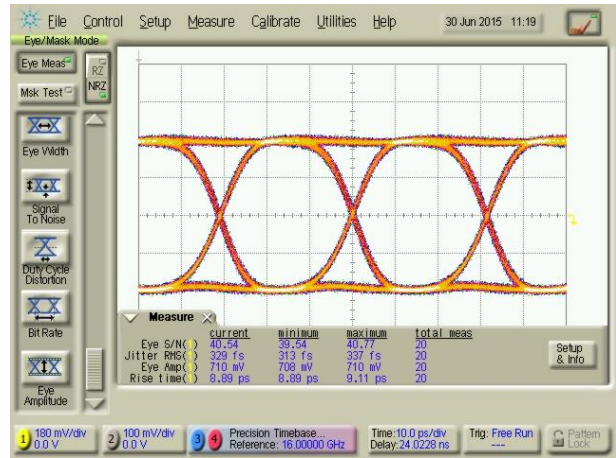 File Control Setup Measure Calibrate Utilities Help 30 Jun 2015 11:19
Eye/Mask Mode
Eye Meas
RZ
NRZ
Msk Test
Eye Width
Signal
To Noise
Duty Cycle
Distortion
Bit Rate
Eye
Amplitude
Measure
current minimum maximum total meas
Eye S/N(1) 40.54 39.54 40.77 20
Jitter RMS(1) 329 fs 313 fs 337 fs 20
Eye Amp(1) 710 mV 708 mV 710 mV 20
Rise time(1) 8.89 ps 8.89 ps 9.11 ps 20
Setup
& Info
1 180 mV/div
0.0 V
2 100 mV/div
0.0 V
3 4 Precision Timebase...
Reference: 16.00000 GHz
Time:10.0 ps/div
Delay:24.0228 ns
Trig: Free Run
---
Pattern
Lock